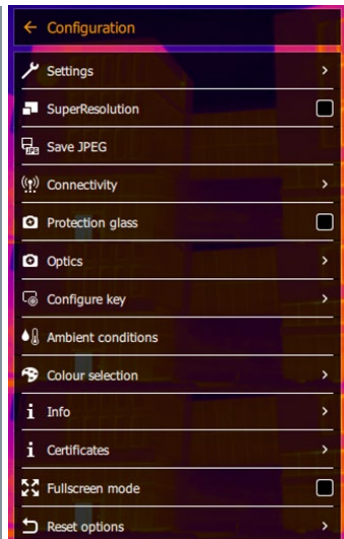 Configuration
Settings
SuperResolution
JPG
Save JPEG
Connectivity
Protection glass
Optics
Configure key
Ambient conditions
Colour selection
Info
Certificates
Fullscreen mode
Reset options